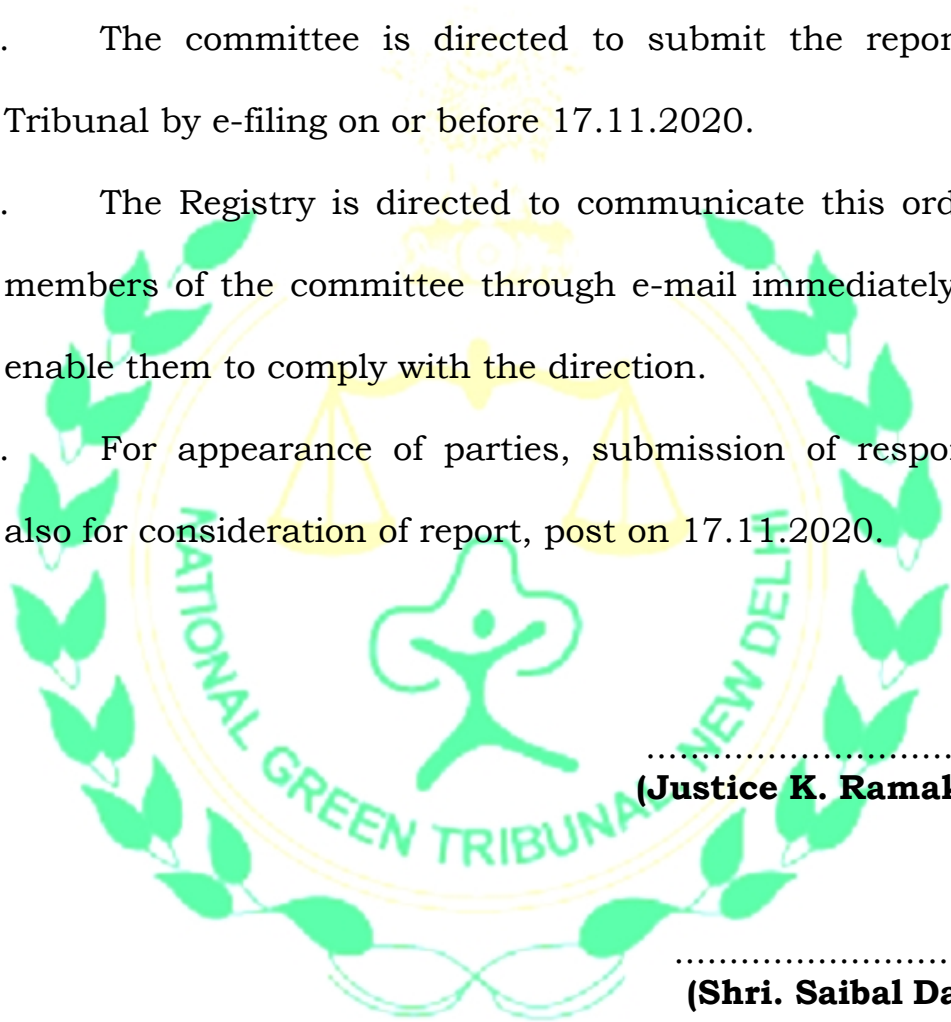 . The committee is directed to submit the repor
Tribunal by e-filing on or before 17.11.2020.
. The Registry is directed to communicate this ord
members of the committee through e-mail immediately
enable them to comply with the direction.
. For appearance of parties, submission of respo
also for consideration of report, post on 17.11.2020.
NATIONAL GREEN TRIBUNAL NEW DELHI
............................
(Justice K. Ramak
..........................
(Shri. Saibal Da